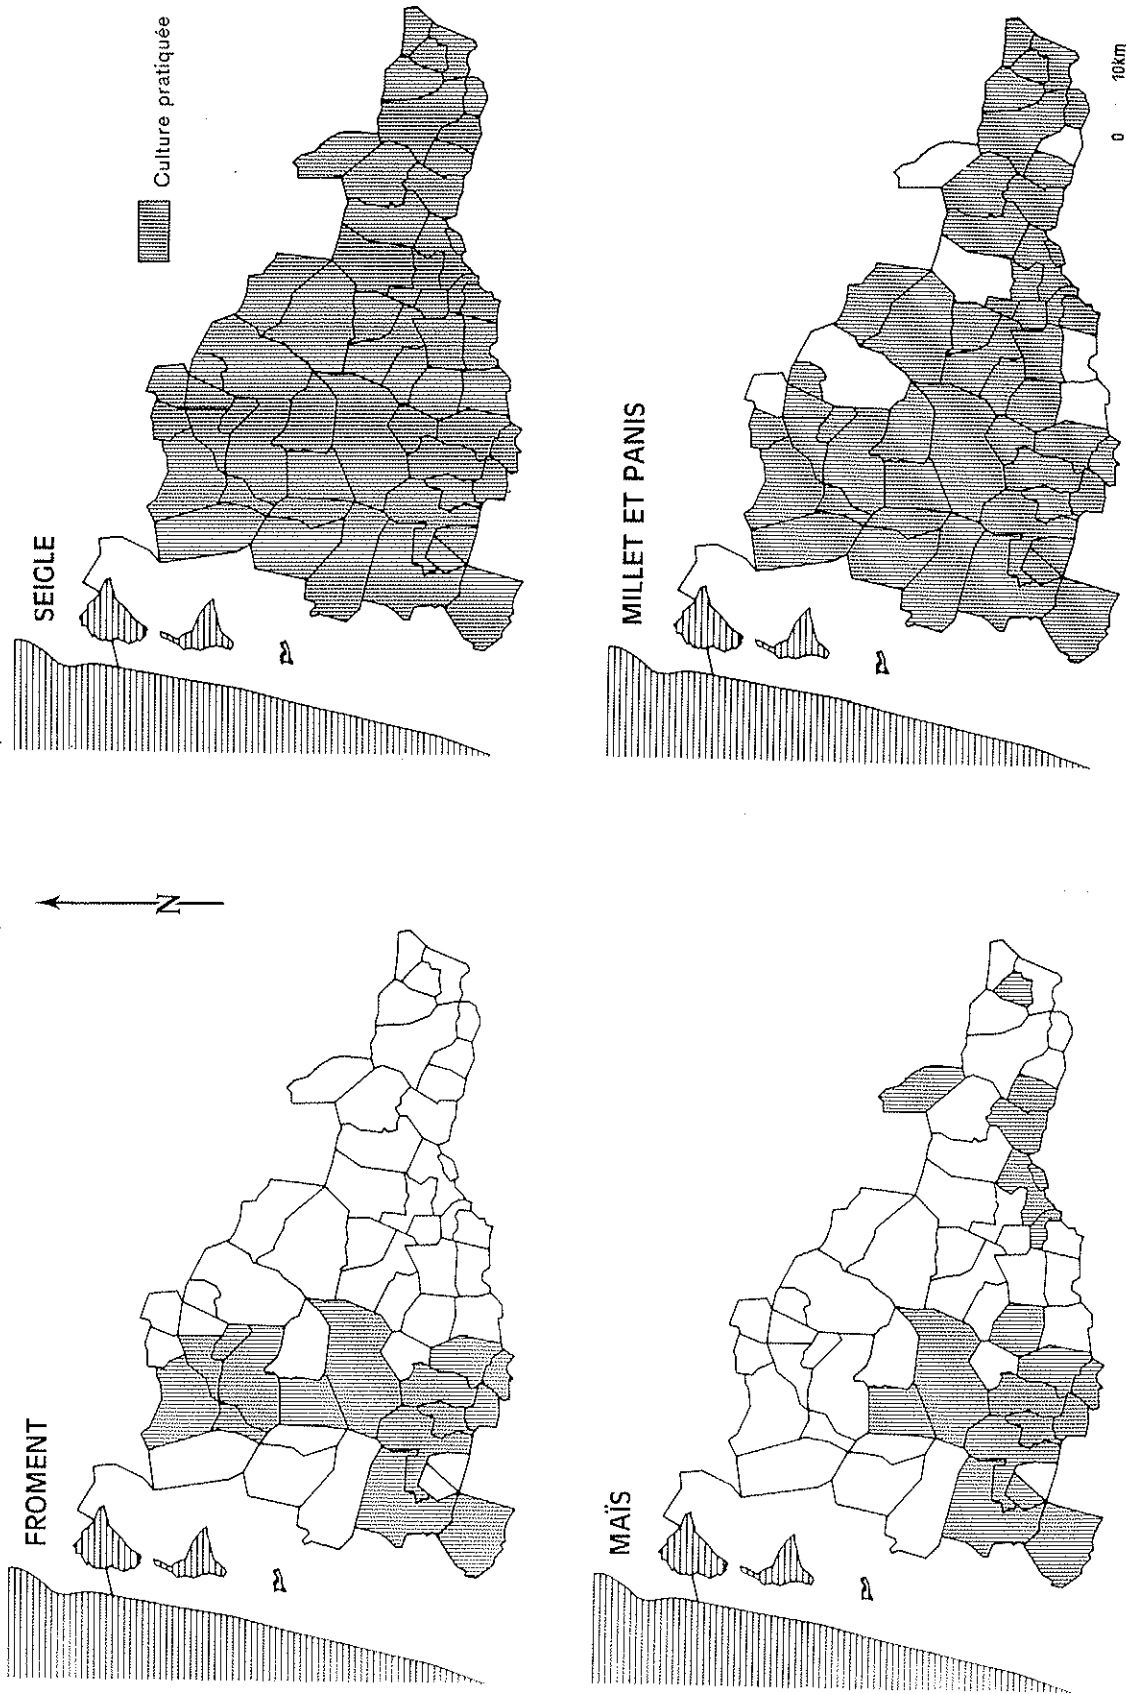 FROMENT
SEIGLE
Culture pratiquée
N
MAÏS
MILLET ET PANIS
0 10km